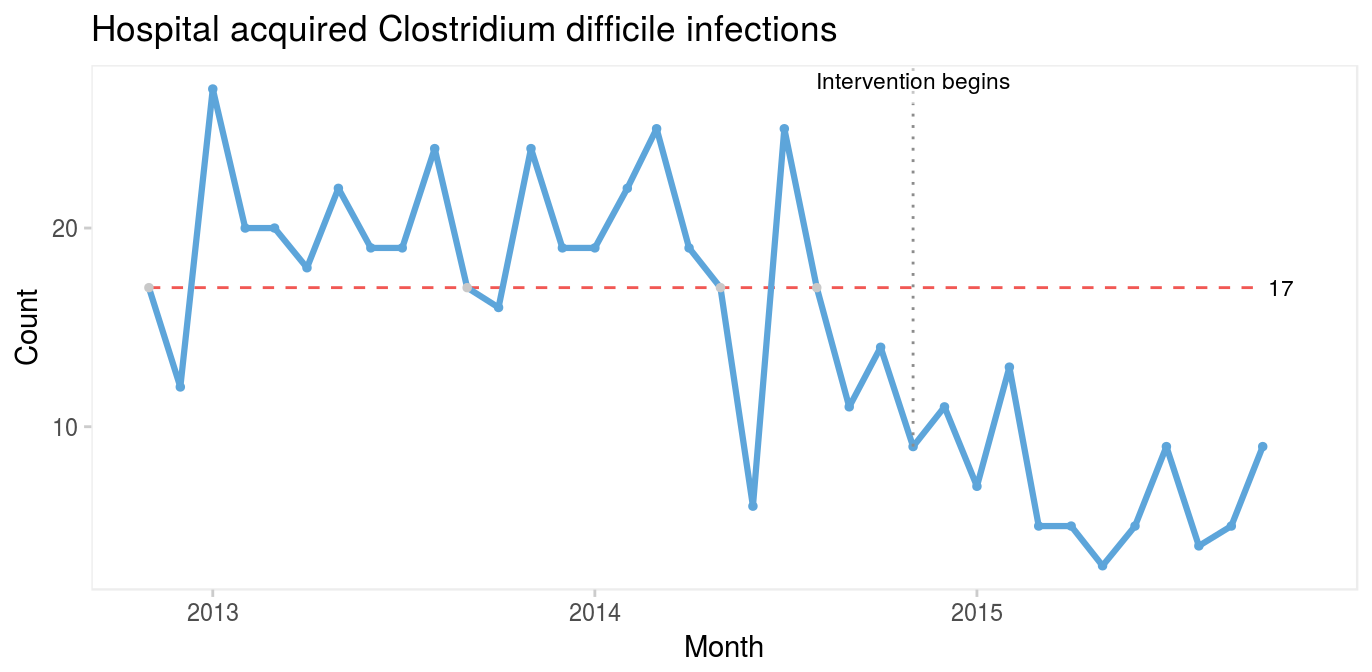 Hospital acquired Clostridium difficile infections
Intervention begins
20
17
Count
10
2013 2014 2015
Month